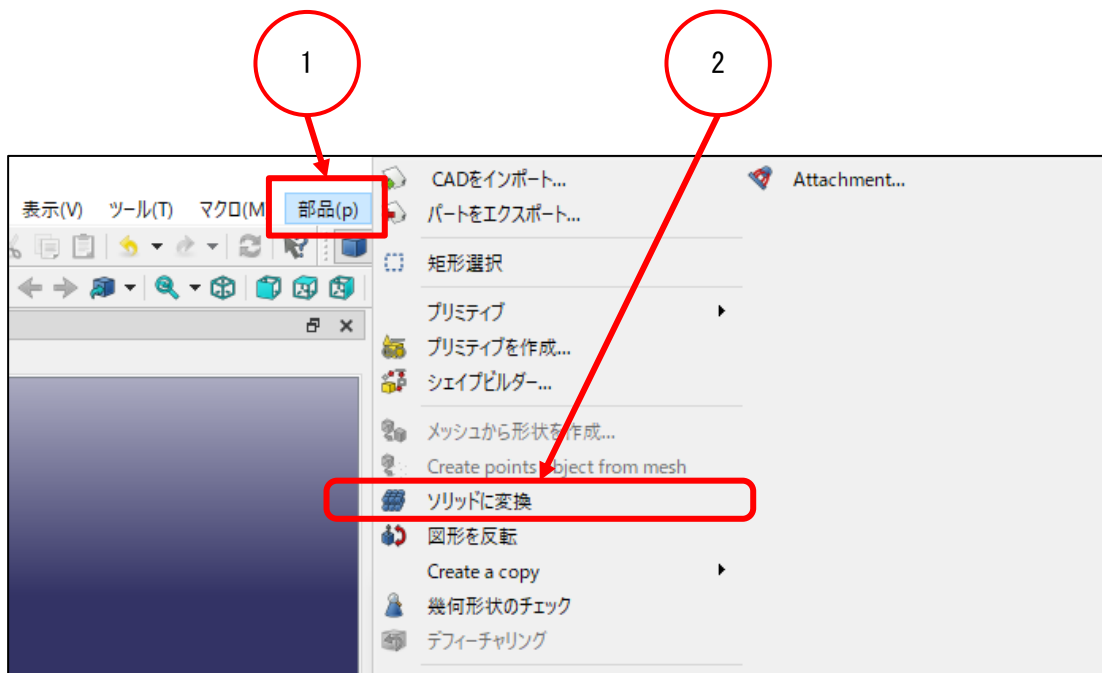 1
2
表示(V) ツール(T) マクロ(M 部品(p)
CADをインポート...
パートをエクスポート...
矩形選択
プリミティブ
プリミティブを作成...
シェイプビルダー...
メッシュから形状を作成...
Create points object from mesh
ソリッドに変換
図形を反転
Create a copy
幾何形状のチェック
デフィーチャリング
Attachment...